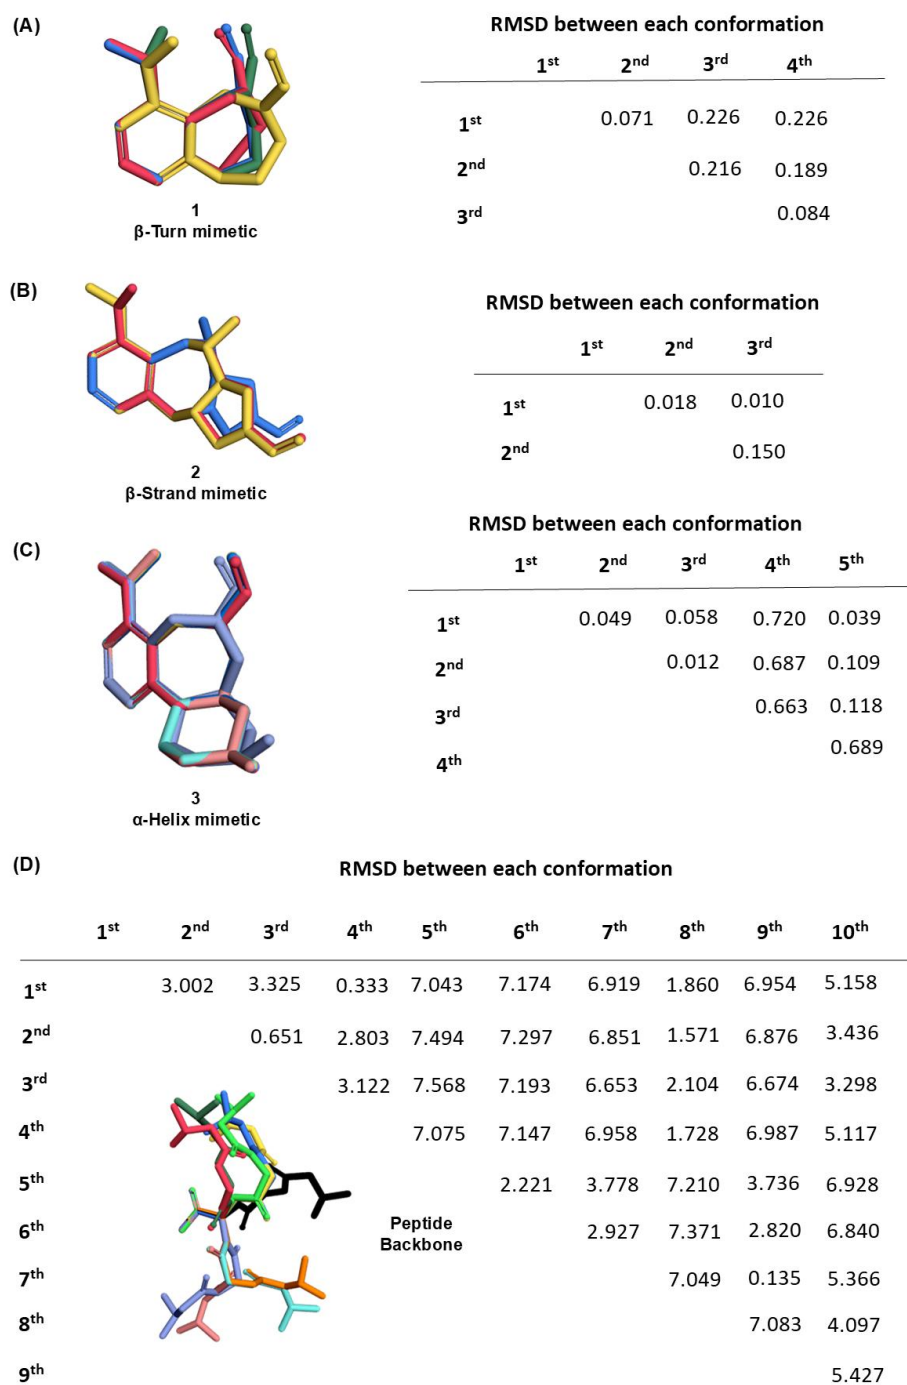 (A)
RMSD between each conformation
1st 2nd 3rd 4th
1st 0.071 0.226 0.226
2nd 0.216 0.189
3rd 0.084
1
β-Turn mimetic
(B)
RMSD between each conformation
1st 2nd 3rd
1st 0.018 0.010
2nd 0.150
2
β-Strand mimetic
(C)
RMSD between each conformation
1st 2nd 3rd 4th 5th
1st 0.049 0.058 0.720 0.039
2nd 0.012 0.687 0.109
3rd 0.663 0.118
4th 0.689
3
α-Helix mimetic
(D)
RMSD between each conformation
1st 2nd 3rd 4th 5th 6th 7th 8th 9th 10th
1st 3.002 3.325 0.333 7.043 7.174 6.919 1.860 6.954 5.158
2nd 0.651 2.803 7.494 7.297 6.851 1.571 6.876 3.436
3rd 3.122 7.568 7.193 6.653 2.104 6.674 3.298
4th 7.075 7.147 6.958 1.728 6.987 5.117
5th 2.221 3.778 7.210 3.736 6.928
6th 2.927 7.371 2.820 6.840
7th 7.049 0.135 5.366
8th 7.083 4.097
9th 5.427
Peptide
Backbone